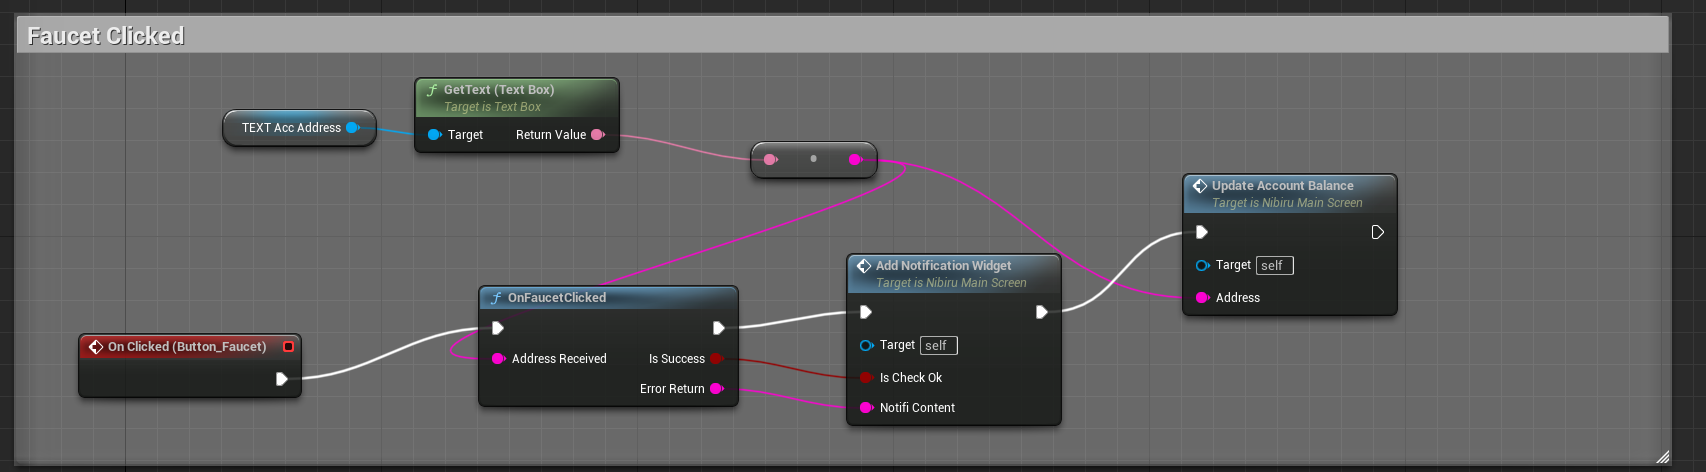 Faucet Clicked
TEXT Acc Address
f GetText (Text Box)
Target is Text Box
Target
Return Value
Update Account Balance
Target is Nibiru Main Screen
Target self
Address
Add Notification Widget
Target is Nibiru Main Screen
Target self
Is Check Ok
Notifi Content
f OnFaucetClicked
Address Received
Is Success
Error Return
On Clicked (Button_Faucet)